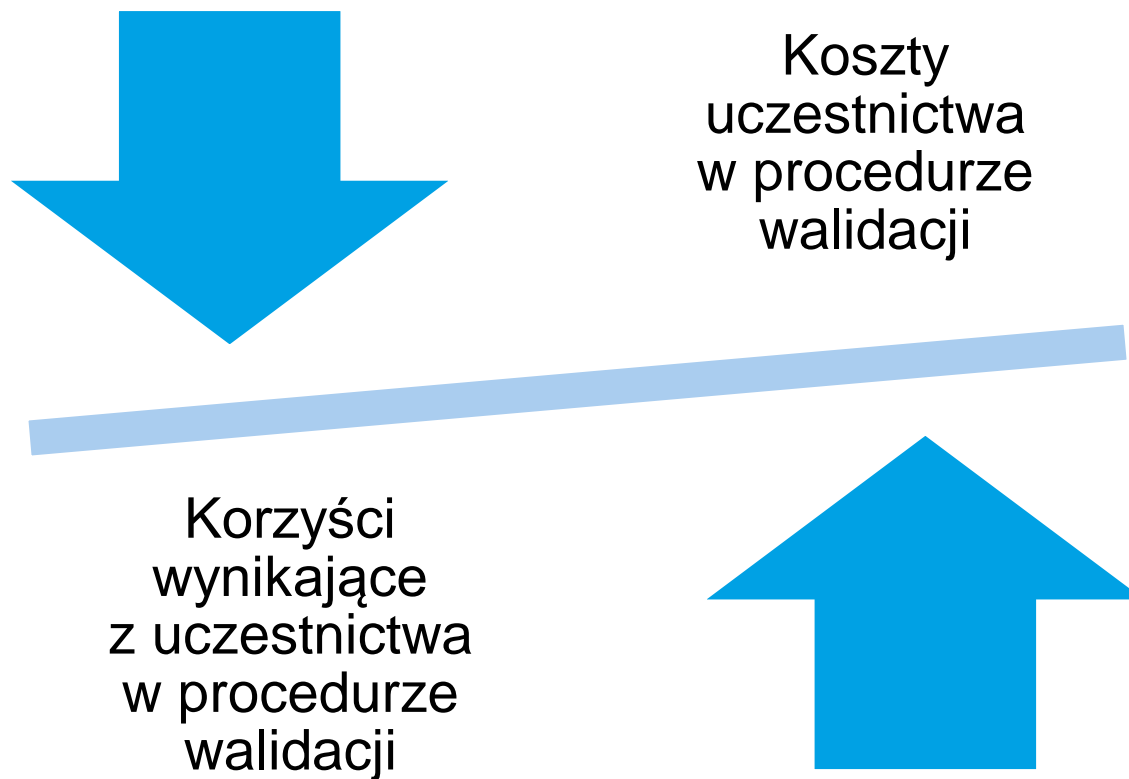 Koszty
uczestnictwa
w procedurze
walidacji
Korzyści
wynikające
z uczestnictwa
w procedurze
walidacji